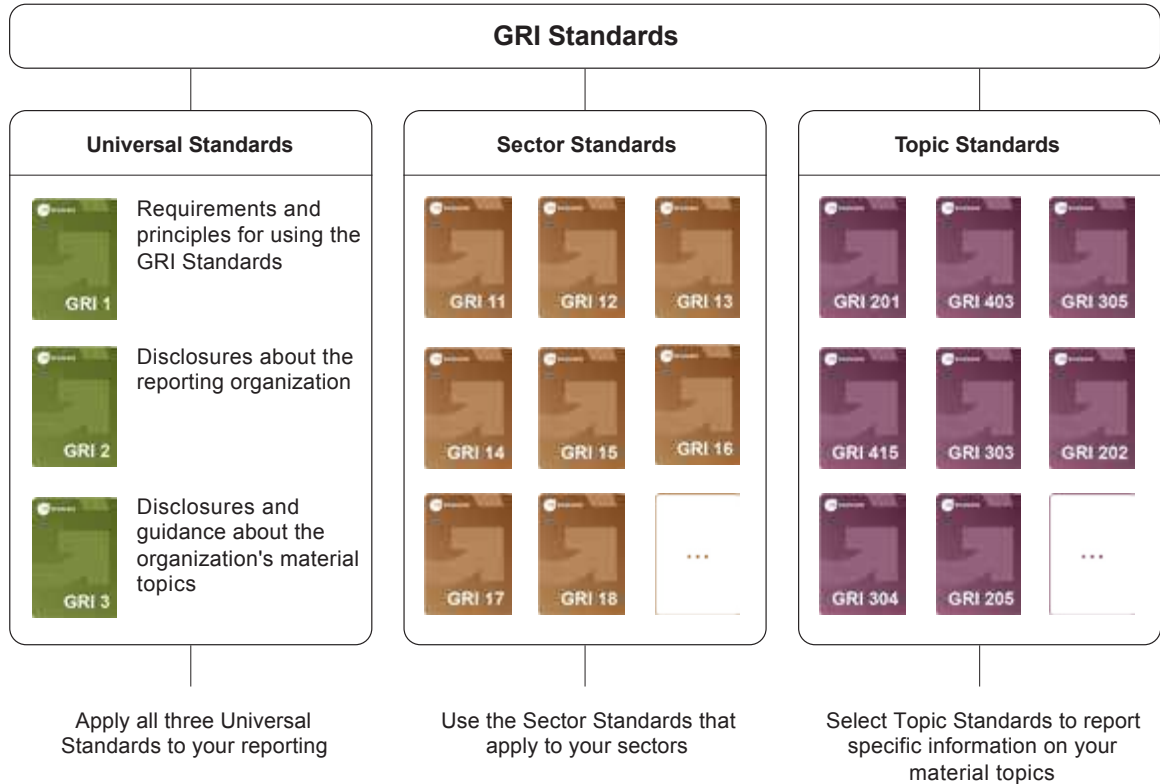 GRI Standards
Universal Standards
GRI 1
Requirements and
principles for using the
GRI Standards
GRI 2
Disclosures about the
reporting organization
GRI 3
Disclosures and
guidance about the
organization's material
topics
Apply all three Universal
Standards to your reporting
Sector Standards
GRI 11
GRI 12
GRI 13
GRI 14
GRI 15
GRI 16
GRI 17
GRI 18
...
Use the Sector Standards that
apply to your sectors
Topic Standards
GRI 201
GRI 403
GRI 305
GRI 415
GRI 303
GRI 202
GRI 304
GRI 205
...
Select Topic Standards to report
specific information on your
material topics